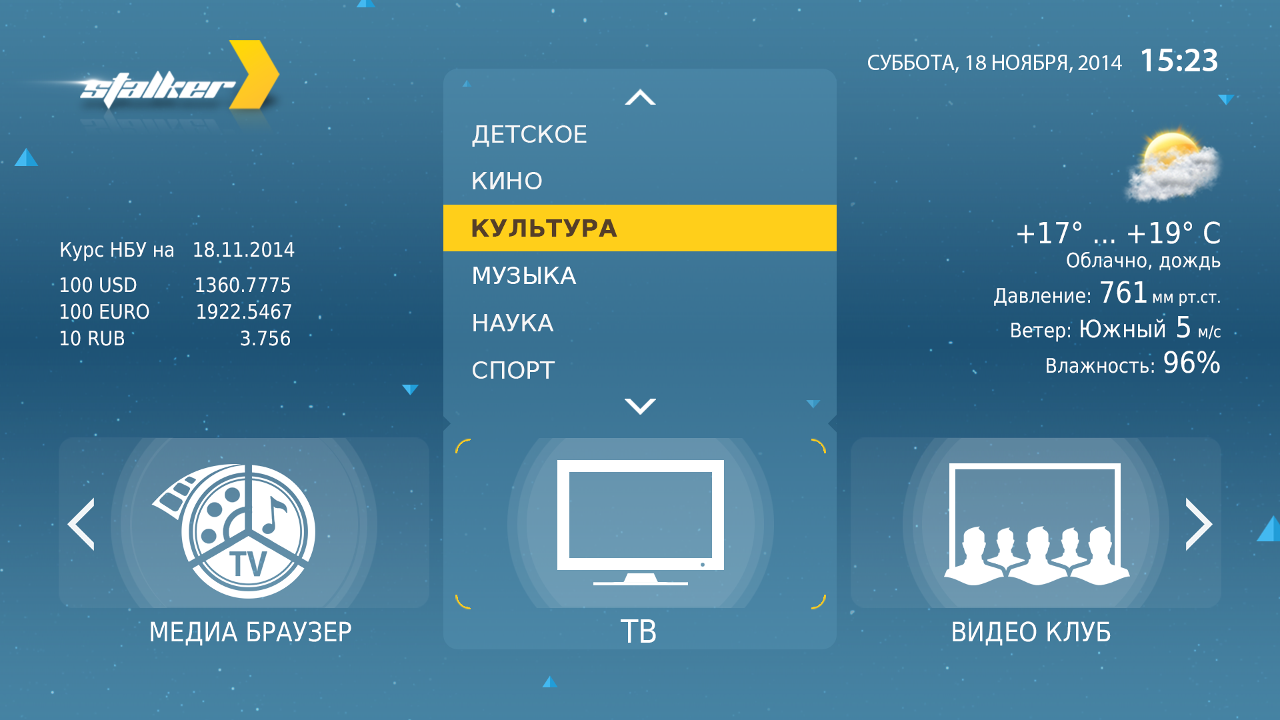 stalker
СУББОТА, 18 НОЯБРЯ, 2014 15:23
ДЕТСКОЕ
КИНО
КУЛЬТУРА
МУЗЫКА
НАУКА
СПОРТ
Курс НБУ на 18.11.2014
100 USD 1360.7775
100 EURO 1922.5467
10 RUB 3.756
+17° ... +19° C
Облачно, дождь
Давление: 761 мм рт.ст.
Ветер: Южный 5 м/с
Влажность: 96%
TV
МЕДИА БРАУЗЕР
ТВ
ВИДЕО КЛУБ